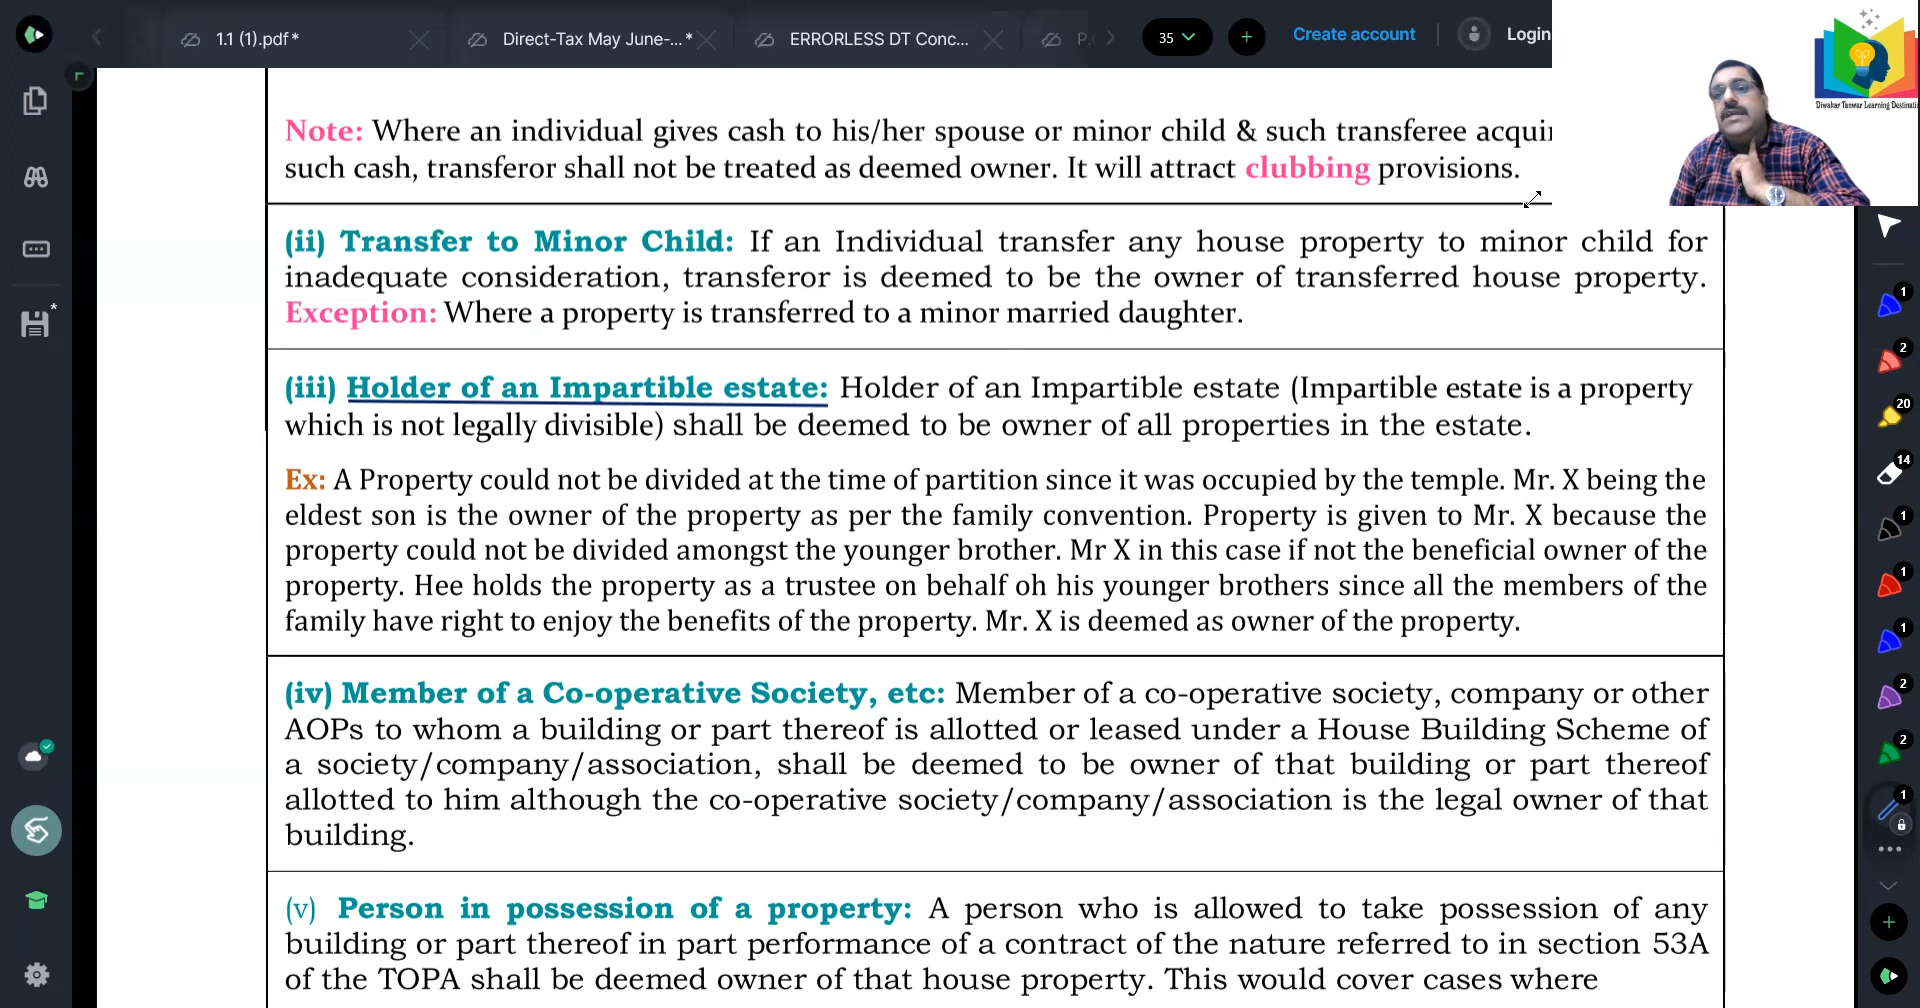 1.1 (1).pdf*
Direct-Tax May June-...*
ERRORLESS DT Conc...
P.
35
Create account
Login
Diwakar Tanwar Learning Destinati
Note: Where an individual gives cash to his/her spouse or minor child & such transferee acquir
such cash, transferor shall not be treated as deemed owner. It will attract clubbing provisions.
(ii) Transfer to Minor Child: If an Individual transfer any house property to minor child for
inadequate consideration, transferor is deemed to be the owner of transferred house property.
Exception: Where a property is transferred to a minor married daughter.
(iii) Holder of an Impartible estate: Holder of an Impartible estate (Impartible estate is a property
which is not legally divisible) shall be deemed to be owner of all properties in the estate.
Ex: A Property could not be divided at the time of partition since it was occupied by the temple. Mr. X being the
eldest son is the owner of the property as per the family convention. Property is given to Mr. X because the
property could not be divided amongst the younger brother. Mr X in this case if not the beneficial owner of the
property. Hee holds the property as a trustee on behalf oh his younger brothers since all the members of the
family have right to enjoy the benefits of the property. Mr. X is deemed as owner of the property.
(iv) Member of a Co-operative Society, etc: Member of a co-operative society, company or other
AOPs to whom a building or part thereof is allotted or leased under a House Building Scheme of
a society/company/association, shall be deemed to be owner of that building or part thereof
allotted to him although the co-operative society/company/association is the legal owner of that
building.
(v) Person in possession of a property: A person who is allowed to take possession of any
building or part thereof in part performance of a contract of the nature referred to in section 53A
of the TOPA shall be deemed owner of that house property. This would cover cases where
1
2
20
14
1
1
1
2
2
1